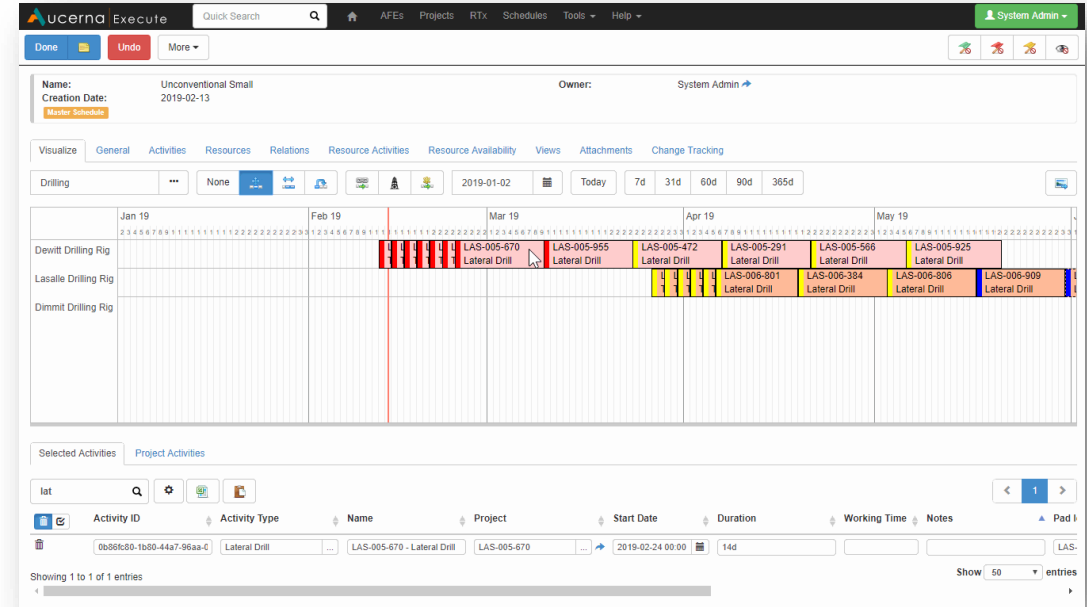 Aucerna Execute Quick Search AFEs Projects RTx Schedules Tools Help System Admin
Done Undo More
Name: Unconventional Small Owner: System Admin
Creation Date: 2019-02-13
Master Schedule
Visualize General Activities Resources Relations Resource Activities Resource Availability Views Attachments Change Tracking
Drilling ... None 2019-01-02 Today 7d 31d 60d 90d 365d
Jan 19 Feb 19 Mar 19 Apr 19 May 19
Dewitt Drilling Rig L L L L L L LAS-005-670 LAS-005-955 LAS-005-472 LAS-005-291 LAS-005-566 LAS-005-925
Lateral Drill Lateral Drill Lateral Drill Lateral Drill Lateral Drill Lateral Drill
Lasalle Drilling Rig L L L L L LAS-006-801 LAS-006-384 LAS-006-806 LAS-006-909
Lateral Drill Lateral Drill Lateral Drill Lateral Drill
Dimmit Drilling Rig
Selected Activities Project Activities
lat 1
Activity ID Activity Type Name Project Start Date Duration Working Time Notes Pad
0b86fc80-1b80-44a7-96aa-0 Lateral Drill ... LAS-005-670 - Lateral Drill LAS-005-670 ... 2019-02-24 00:00 14d LAS-
Showing 1 to 1 of 1 entries Show 50 entries